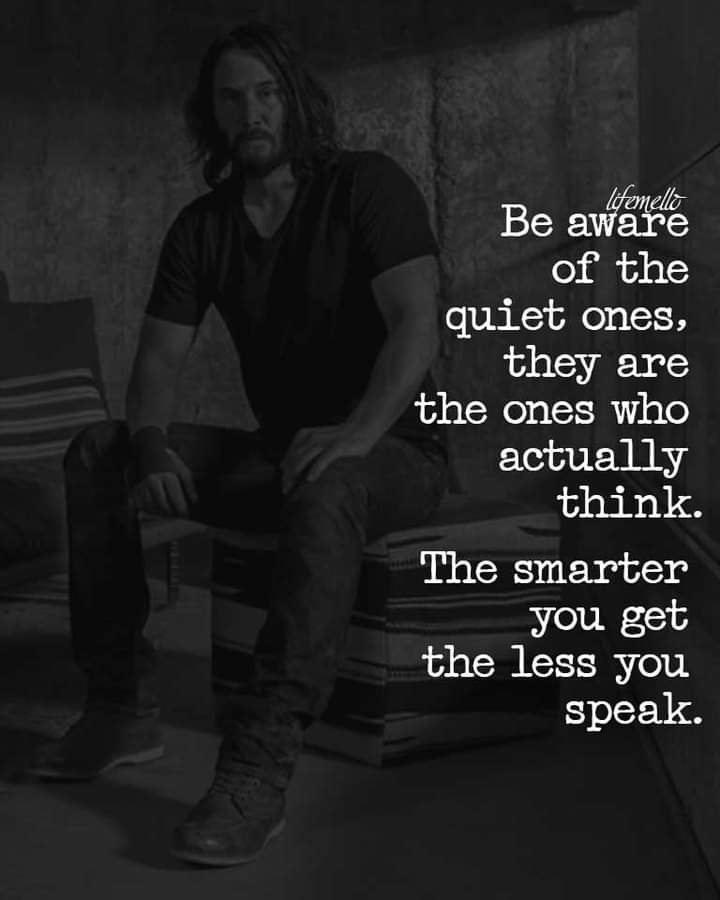 lifemello
Be aware
of the
quiet ones,
they are
the ones who
actually
think.
The smarter
you get
the less you
speak.